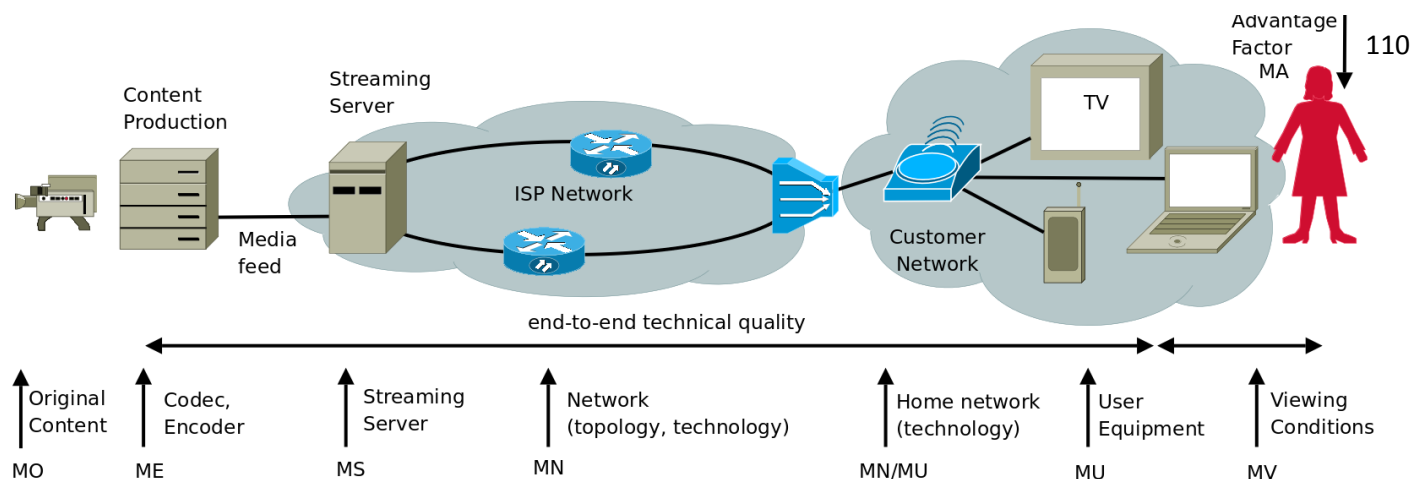 Advantage
Factor
MA
110
Streaming
Server
Content
Production
TV
ISP Network
Media
feed
Customer
Network
end-to-end technical quality
Original
Content
Codec,
Encoder
Streaming
Server
Network
(topology, technology)
Home network
(technology)
User
Equipment
Viewing
Conditions
MO
ME
MS
MN
MN/MU
MU
MV